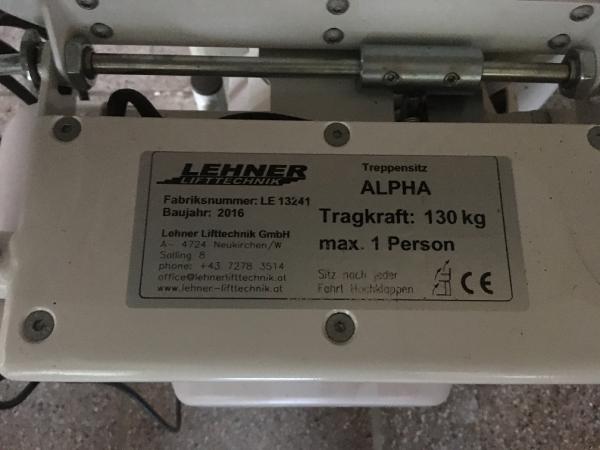 LEHNER
LIFTTECHNIK
Fabriksnummer: LE 13241
Baujahr: 2016
Lehner Lifttechnik GmbH
A- 4724 Neukirchen/W
Salling 8
phone: +43 7278 3514
office@lehnerlifttechnik.at
www.lehner-lifttechnik.at
Treppensitz
ALPHA
Tragkraft: 130 kg
max. 1 Person
Sitz nach jeder
Fahrt Hochklappen
CE